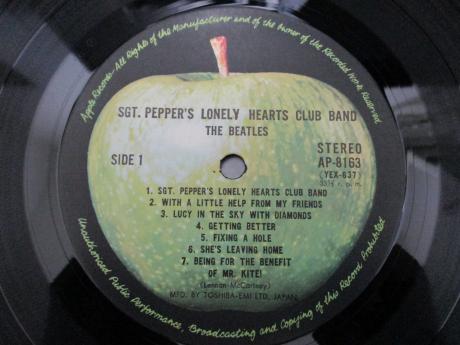 Apple Records-All Rights of the Manufacturer and of the Owner of the Recorded Work Reserved
SGT. PEPPER'S LONELY HEARTS CLUB BAND
THE BEATLES
SIDE 1
STEREO
AP-8163
(YEX-637)
33⅓ r. p. m.
1. SGT. PEPPER'S LONELY HEARTS CLUB BAND
2. WITH A LITTLE HELP FROM MY FRIENDS
3. LUCY IN THE SKY WITH DIAMONDS
4. GETTING BETTER
5. FIXING A HOLE
6. SHE'S LEAVING HOME
7. BEING FOR THE BENEFIT
OF MR. KITE!
(Lennon-McCartney)
MFD. BY TOSHIBA-EMI LTD. JAPAN
Unauthorised Public Performance, Broadcasting and Copying of this Record Prohibited